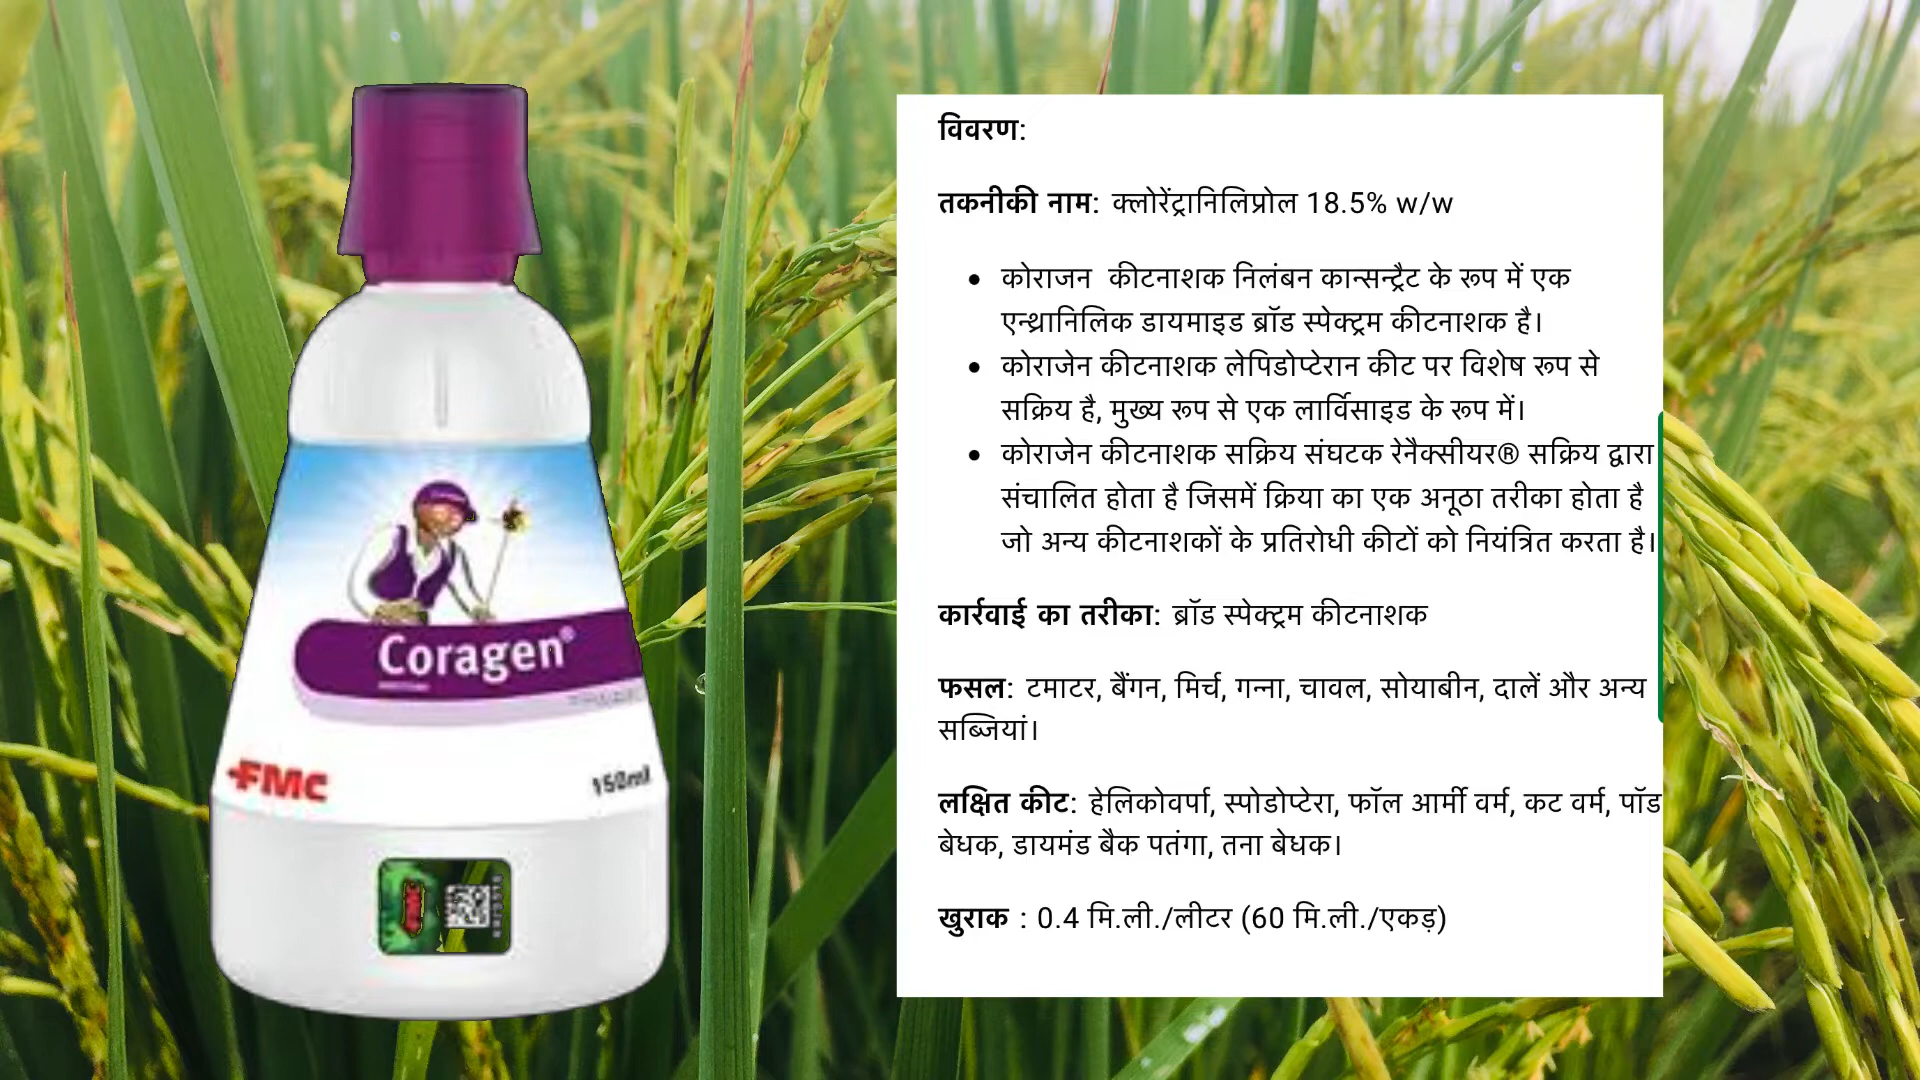 Coragen®
FMC
150ml
विवरण:
तकनीकी नाम: क्लोरेंट्रानिलिप्रोल 18.5% w/w
• कोराजन कीटनाशक निलंबन कान्सन्ट्रैट के रूप में एक
एन्थ्रानिलिक डायमाइड ब्रॉड स्पेक्ट्रम कीटनाशक है।
• कोराजेन कीटनाशक लेपिडोप्टेरान कीट पर विशेष रूप से
सक्रिय है, मुख्य रूप से एक लार्विसाइड के रूप में।
• कोराजेन कीटनाशक सक्रिय संघटक रेनैक्सीयर® सक्रिय द्वारा
संचालित होता है जिसमें क्रिया का एक अनूठा तरीका होता है
जो अन्य कीटनाशकों के प्रतिरोधी कीटों को नियंत्रित करता है।
कार्रवाई का तरीका: ब्रॉड स्पेक्ट्रम कीटनाशक
फसल: टमाटर, बैंगन, मिर्च, गन्ना, चावल, सोयाबीन, दालें और अन्य
सब्जियां।
लक्षित कीट: हेलिकोवर्पा, स्पोडोप्टेरा, फॉल आर्मी वर्म, कट वर्म, पॉड
बेधक, डायमंड बैक पतंगा, तना बेधक।
खुराक : 0.4 मि.ली./लीटर (60 मि.ली./एकड़)